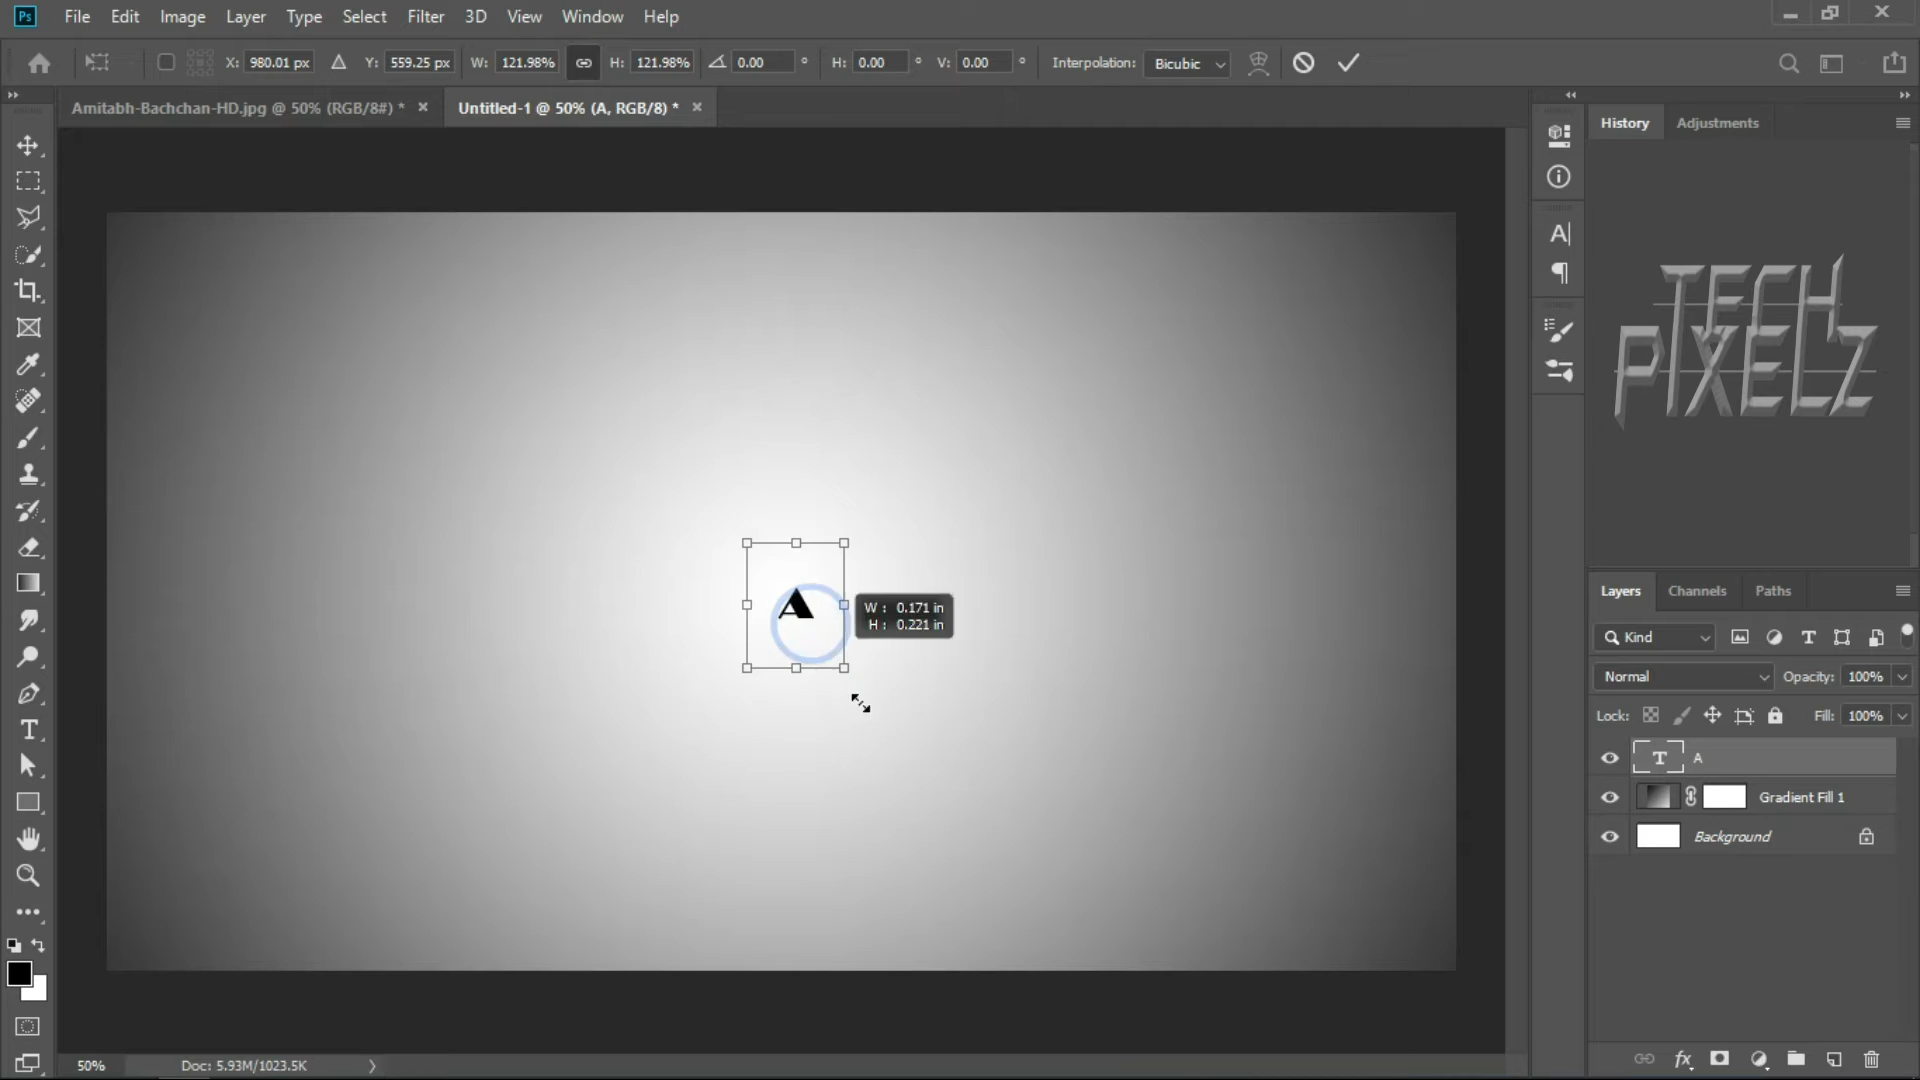 Ps File Edit Image Layer Type Select Filter 3D View Window Help
X: 980.01 px Δ Y: 559.25 px W: 121.98% H: 121.98% 0.00 ° H: 0.00 ° V: 0.00 ° Interpolation: Bicubic
Amitabh-Bachchan-HD.jpg @ 50% (RGB/8#) * × Untitled-1 @ 50% (A, RGB/8) * ×
History Adjustments
TECH
PIXELZ
A
W : 0.171 in
H : 0.221 in
Layers Channels Paths
Kind
Normal Opacity: 100%
Lock: Fill: 100%
T A
Gradient Fill 1
Background
50% Doc: 5.93M/1023.5K
fx